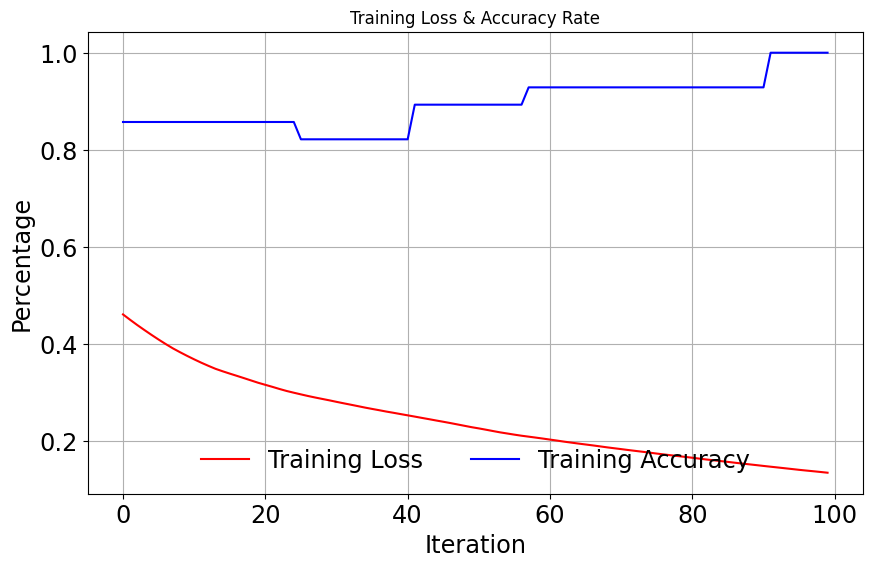 Training Loss & Accuracy Rate
1.0
0.8
0.6
0.4
0.2
Percentage
Training Loss
Training Accuracy
0 20 40 60 80 100
Iteration